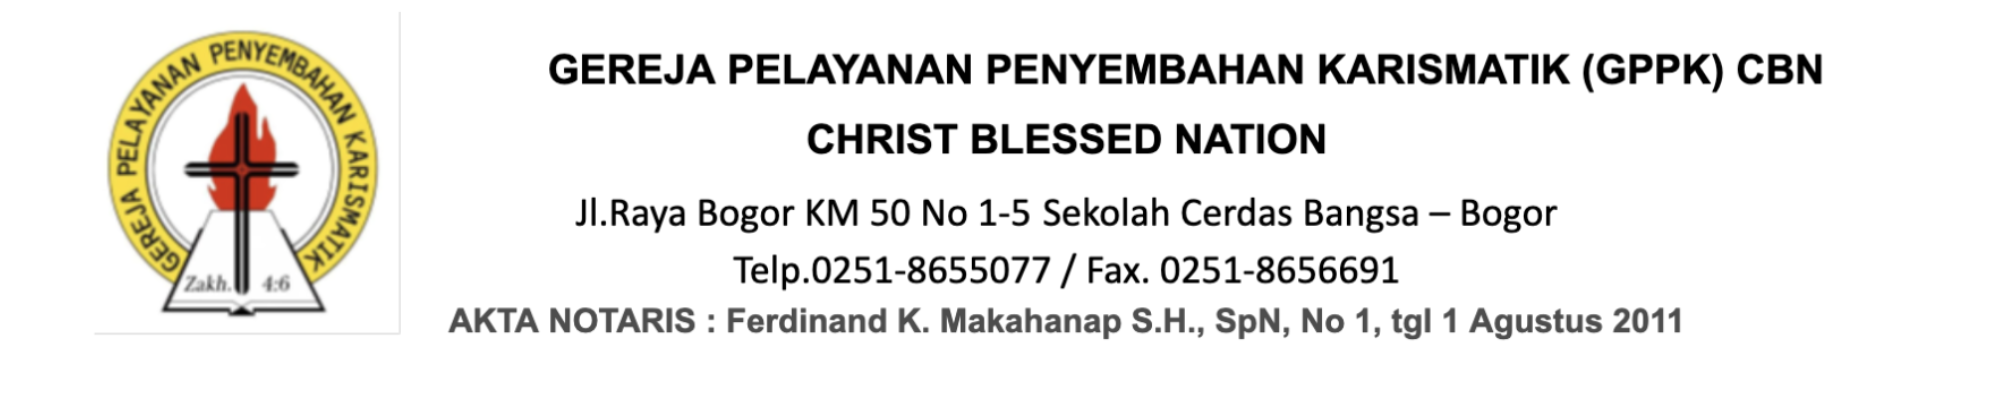 GEREJA PELAYANAN PENYEMBAHAN KARISMATIK
Zakh. 4:6
GEREJA PELAYANAN PENYEMBAHAN KARISMATIK (GPPK) CBN
CHRIST BLESSED NATION
Jl.Raya Bogor KM 50 No 1-5 Sekolah Cerdas Bangsa – Bogor
Telp.0251-8655077 / Fax. 0251-8656691
AKTA NOTARIS : Ferdinand K. Makahanap S.H., SpN, No 1, tgl 1 Agustus 2011